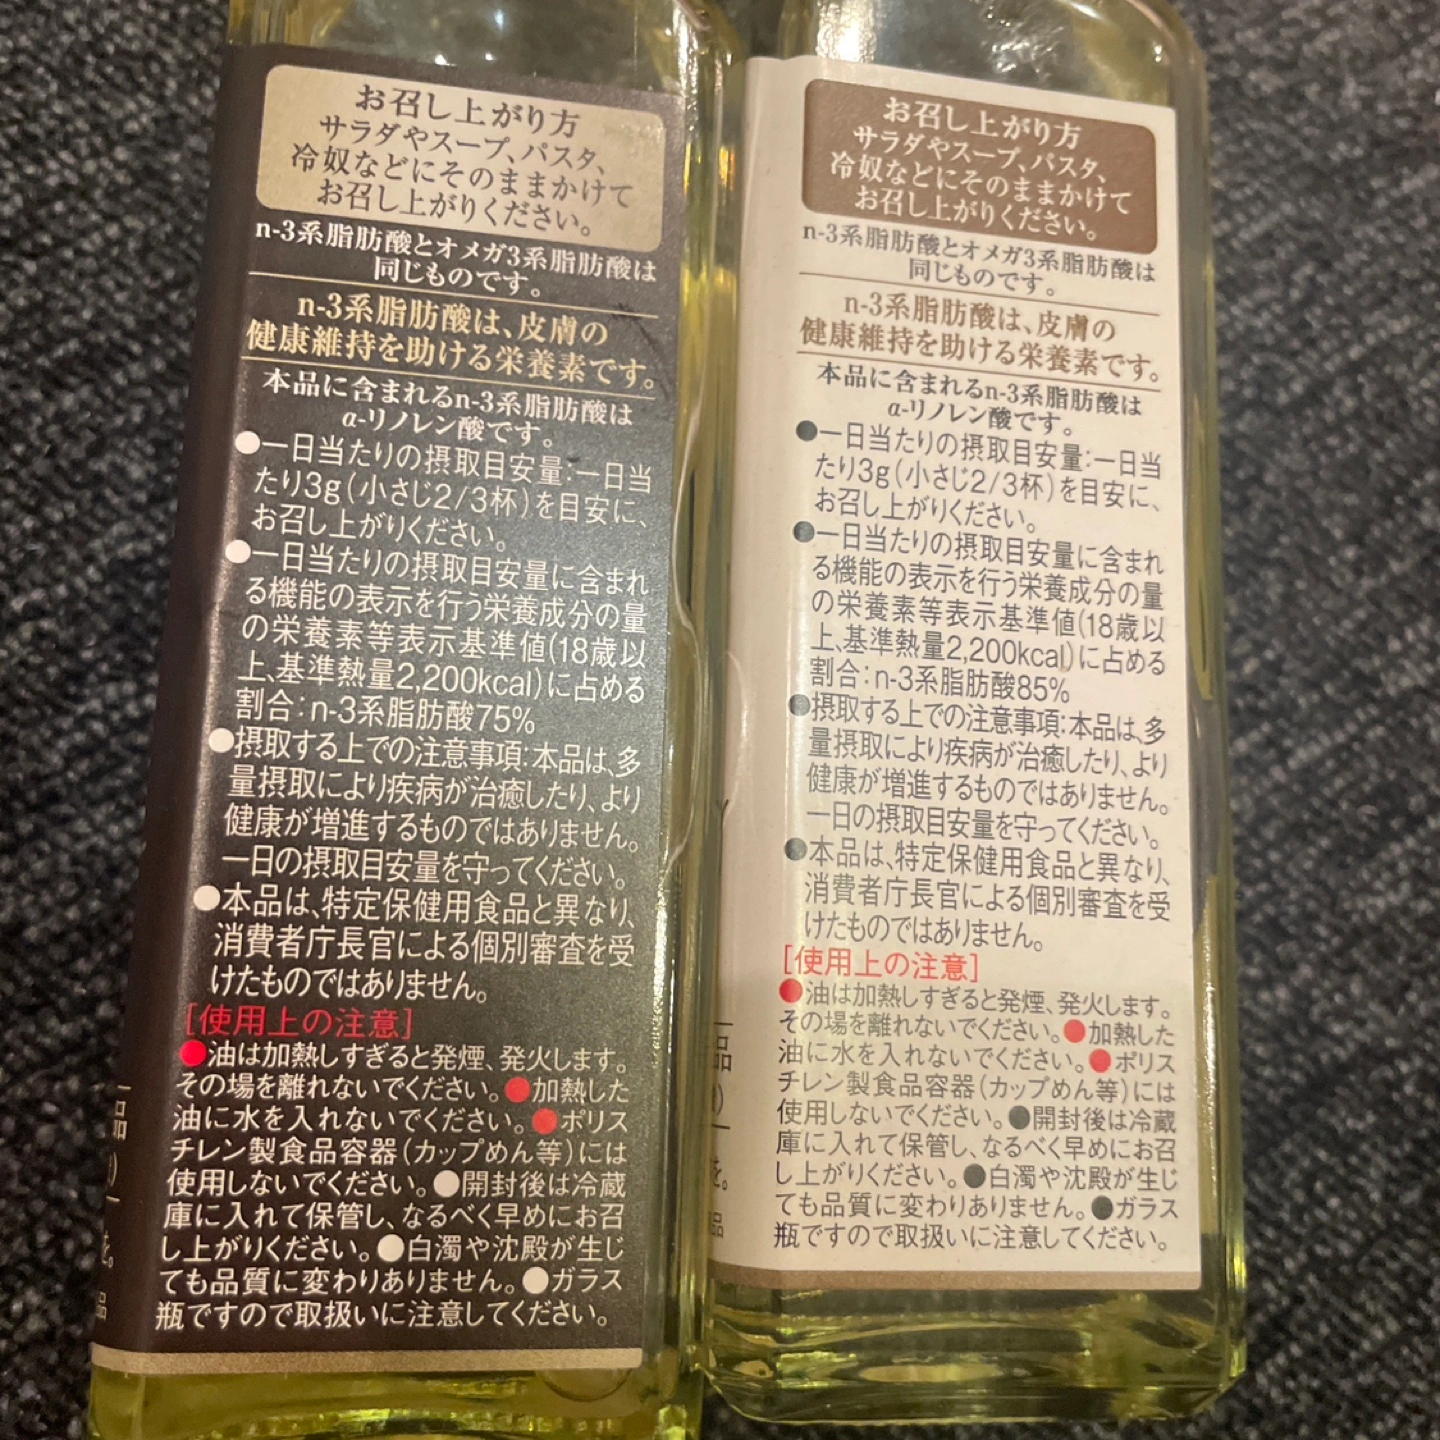 お召し上がり方
サラダやスープ、パスタ、
冷奴などにそのままかけて
お召し上がりください。
n-3系脂肪酸とオメガ3系脂肪酸は
同じものです。
n-3系脂肪酸は、皮膚の
健康維持を助ける栄養素です。
本品に含まれるn-3系脂肪酸は
α-リノレン酸です。
●一日当たりの摂取目安量:一日当
たり3g(小さじ2/3杯)を目安に、
お召し上がりください。
●一日当たりの摂取目安量に含まれ
る機能の表示を行う栄養成分の量
の栄養素等表示基準値(18歳以
上、基準熱量2,200kcal)に占める
割合:n-3系脂肪酸75%
●摂取する上での注意事項:本品は、多
量摂取により疾病が治癒したり、より
健康が増進するものではありません。
一日の摂取目安量を守ってください。
●本品は、特定保健用食品と異なり、
消費者庁長官による個別審査を受
けたものではありません。
[使用上の注意]
●油は加熱しすぎると発煙、発火します。
その場を離れないでください。●加熱した
油に水を入れないでください。●ポリス
チレン製食品容器(カップめん等)には
使用しないでください。●開封後は冷蔵
庫に入れて保管し、なるべく早めにお召
し上がりください。●白濁や沈殿が生じ
ても品質に変わりありません。●ガラス
瓶ですので取扱いに注意してください。
品
を。
品
お召し上がり方
サラダやスープ、パスタ、
冷奴などにそのままかけて
お召し上がりください。
n-3系脂肪酸とオメガ3系脂肪酸は
同じものです。
n-3系脂肪酸は、皮膚の
健康維持を助ける栄養素です。
本品に含まれるn-3系脂肪酸は
α-リノレン酸です。
●一日当たりの摂取目安量:一日当
たり3g(小さじ2/3杯)を目安に、
お召し上がりください。
●一日当たりの摂取目安量に含まれ
る機能の表示を行う栄養成分の量
の栄養素等表示基準値(18歳以
上、基準熱量2,200kcal)に占める
割合:n-3系脂肪酸85%
●摂取する上での注意事項:本品は、多
量摂取により疾病が治癒したり、より
健康が増進するものではありません。
一日の摂取目安量を守ってください。
●本品は、特定保健用食品と異なり、
消費者庁長官による個別審査を受
けたものではありません。
[使用上の注意]
●油は加熱しすぎると発煙、発火します。
その場を離れないでください。●加熱した
油に水を入れないでください。●ポリス
チレン製食品容器(カップめん等)には
使用しないでください。●開封後は冷蔵
庫に入れて保管し、なるべく早めにお召
し上がりください。●白濁や沈殿が生じ
ても品質に変わりありません。●ガラス
瓶ですので取扱いに注意してください。
Y
品
を。
品